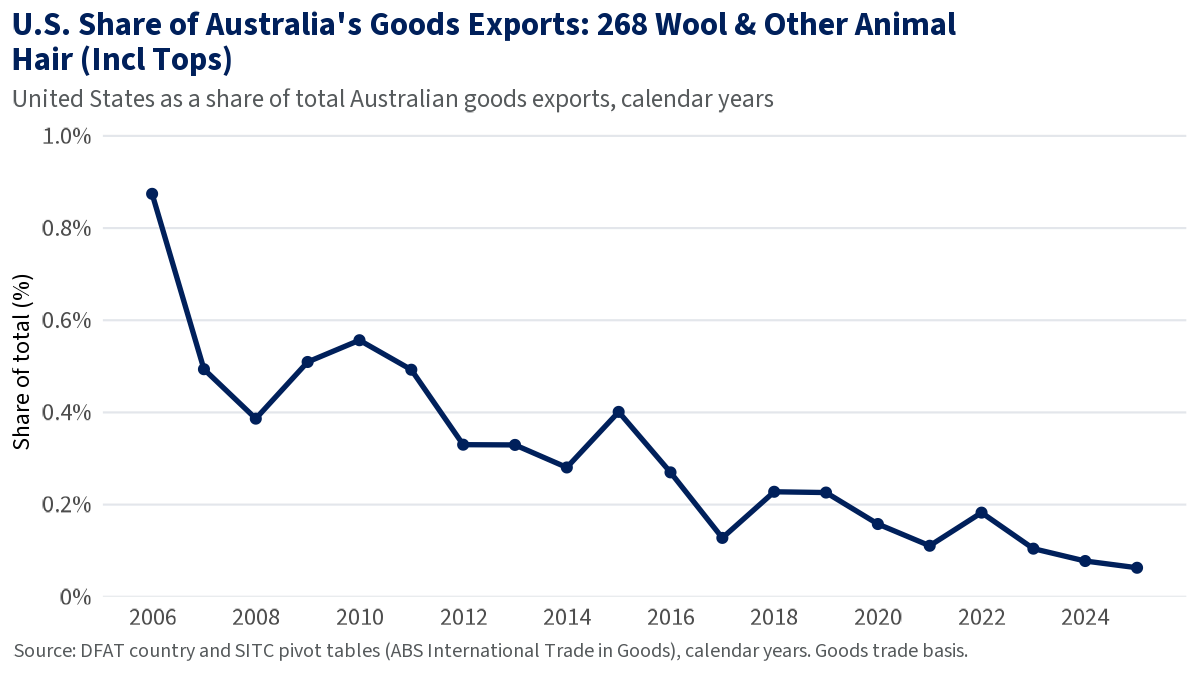 U.S. Share of Australia's Goods Exports: 268 Wool & Other Animal
Hair (Incl Tops)
United States as a share of total Australian goods exports, calendar years
Share of total (%)
1.0%
0.8%
0.6%
0.4%
0.2%
0%
2006 2008 2010 2012 2014 2016 2018 2020 2022 2024
Source: DFAT country and SITC pivot tables (ABS International Trade in Goods), calendar years. Goods trade basis.